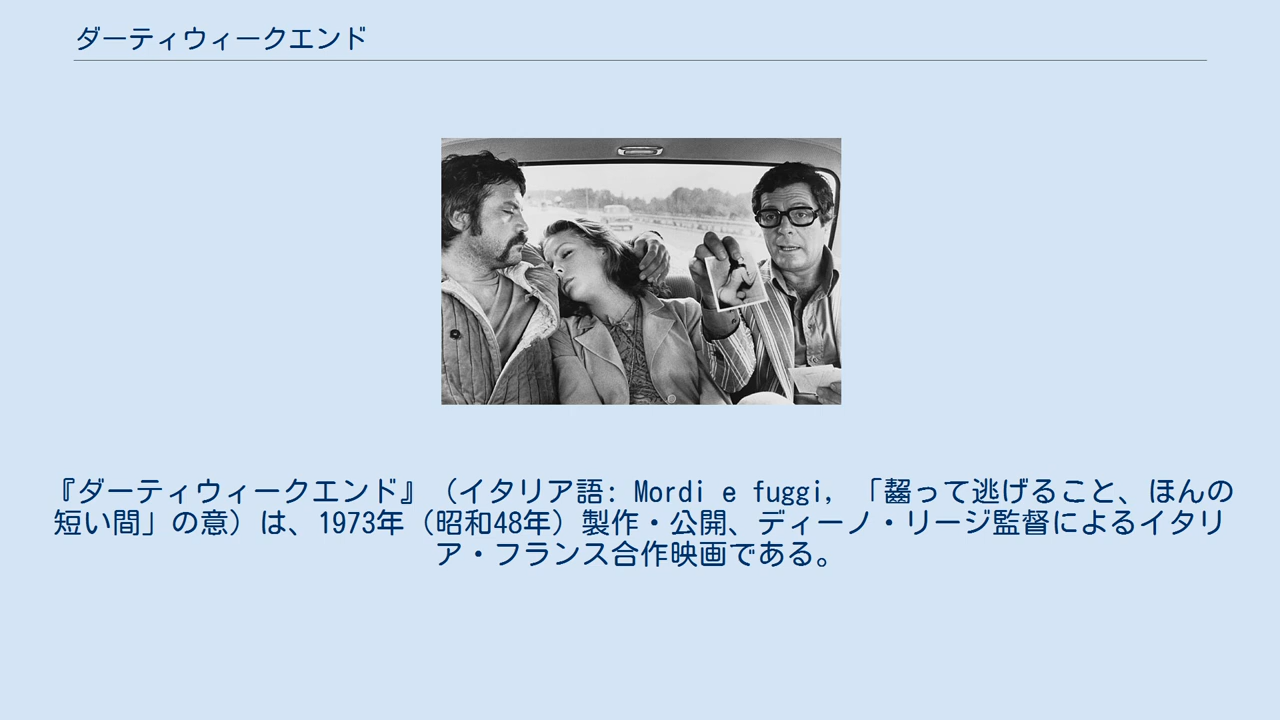 ダーティウィークエンド
『ダーティウィークエンド』（イタリア語: Mordi e fuggi, 「齧って逃げること、ほんの
短い間」の意）は、1973年（昭和48年）製作・公開、ディーノ・リージ監督によるイタリ
ア・フランス合作映画である。